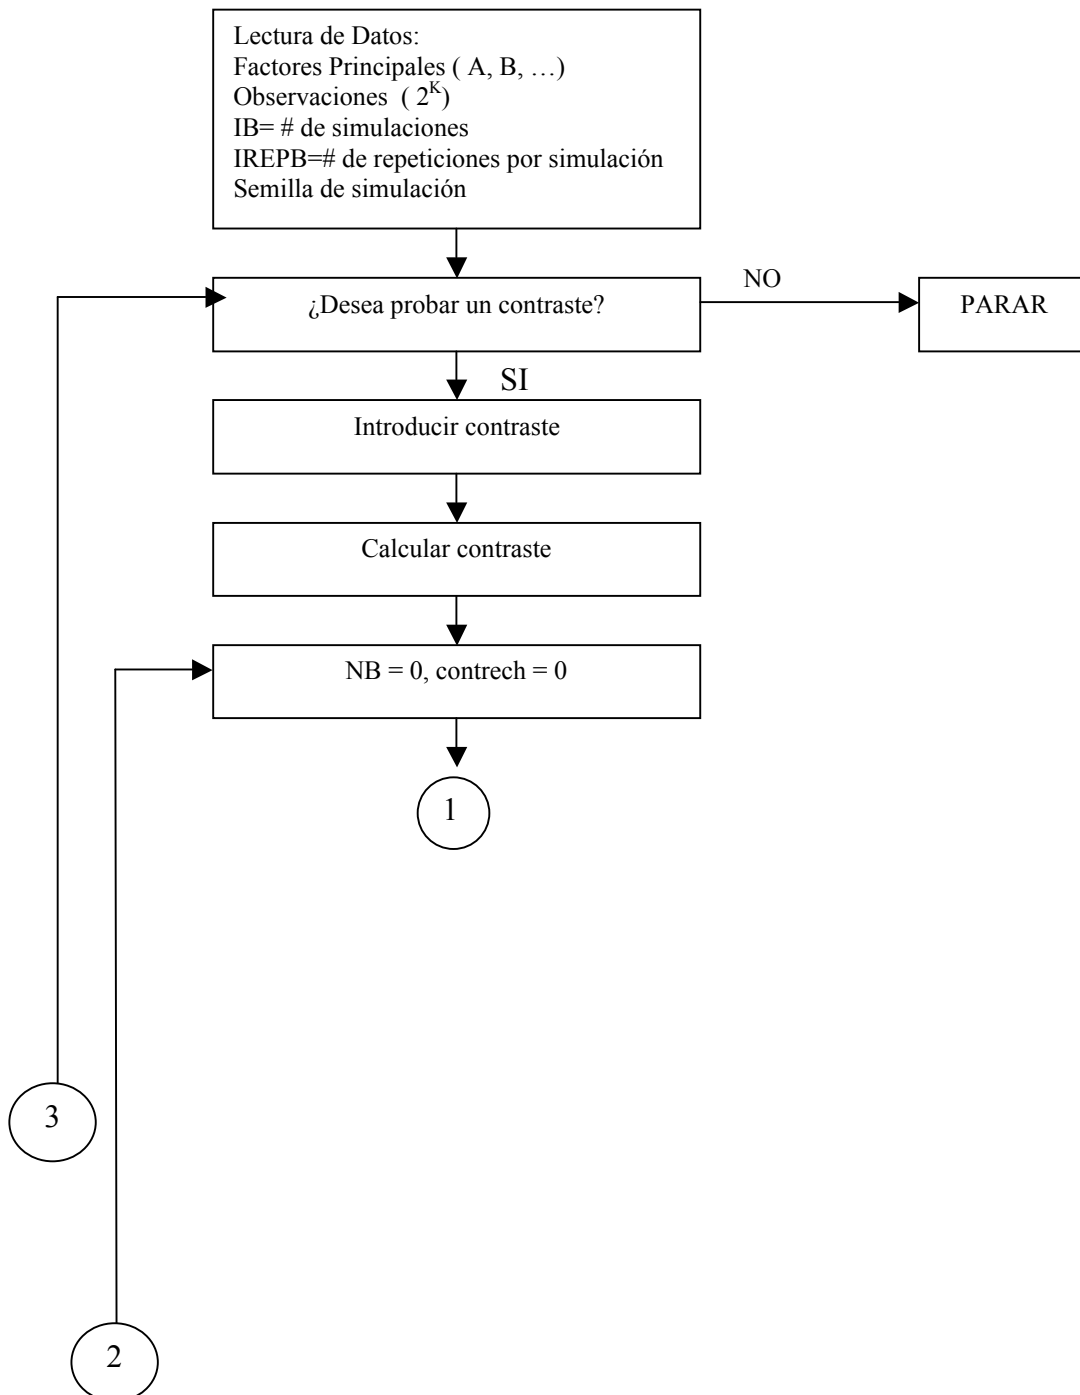 Lectura de Datos:
Factores Principales ( A, B, …)
Observaciones ( 2^K)
IB= # de simulaciones
IREPB=# de repeticiones por simulación
Semilla de simulación
¿Desea probar un contraste?
NO
PARAR
SI
Introducir contraste
Calcular contraste
NB = 0, contrech = 0
1
3
2